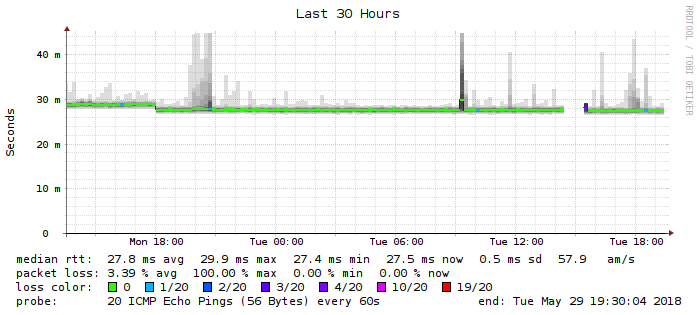 Last 30 Hours
RRDTOOL / TOBI OETIKER
Seconds
40 m
30 m
20 m
10 m
0
Mon 18:00 Tue 00:00 Tue 06:00 Tue 12:00 Tue 18:00
median rtt: 27.8 ms avg 29.9 ms max 27.4 ms min 27.5 ms now 0.5 ms sd 57.9 am/s
packet loss: 3.39 % avg 100.00 % max 0.00 % min 0.00 % now
loss color: 0 1/20 2/20 3/20 4/20 10/20 19/20
probe: 20 ICMP Echo Pings (56 Bytes) every 60s end: Tue May 29 19:30:04 2018